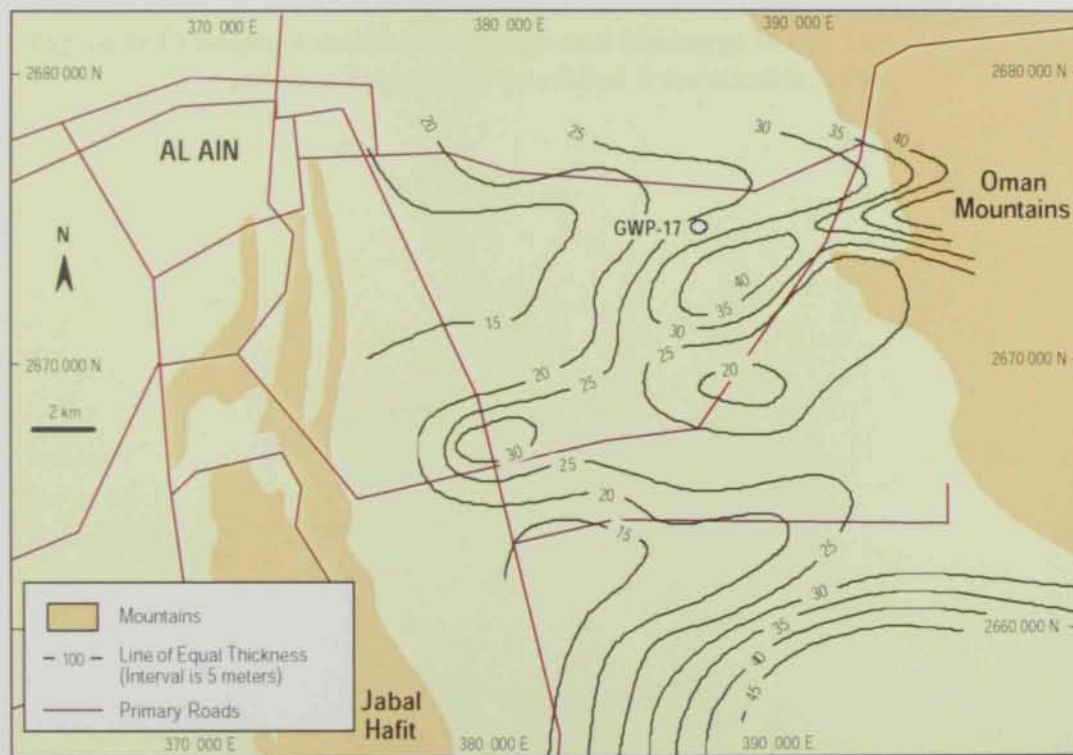 370 000 E
380 000 E
390 000 E
2680 000 N
2680 000 N
AL AIN
20
25
30
35
40
Oman
Mountains
N
GWP-17
40
35
30
15
25
2670 000 N
2670 000 N
20
20
25
2 km
30
25
20
15
25
30
2660 000 N
35
40
45
Mountains
- 100 -
Line of Equal Thickness
(Interval is 5 meters)
Primary Roads
Jabal
Hafit
370 000 E
380 000 E
390 000 E